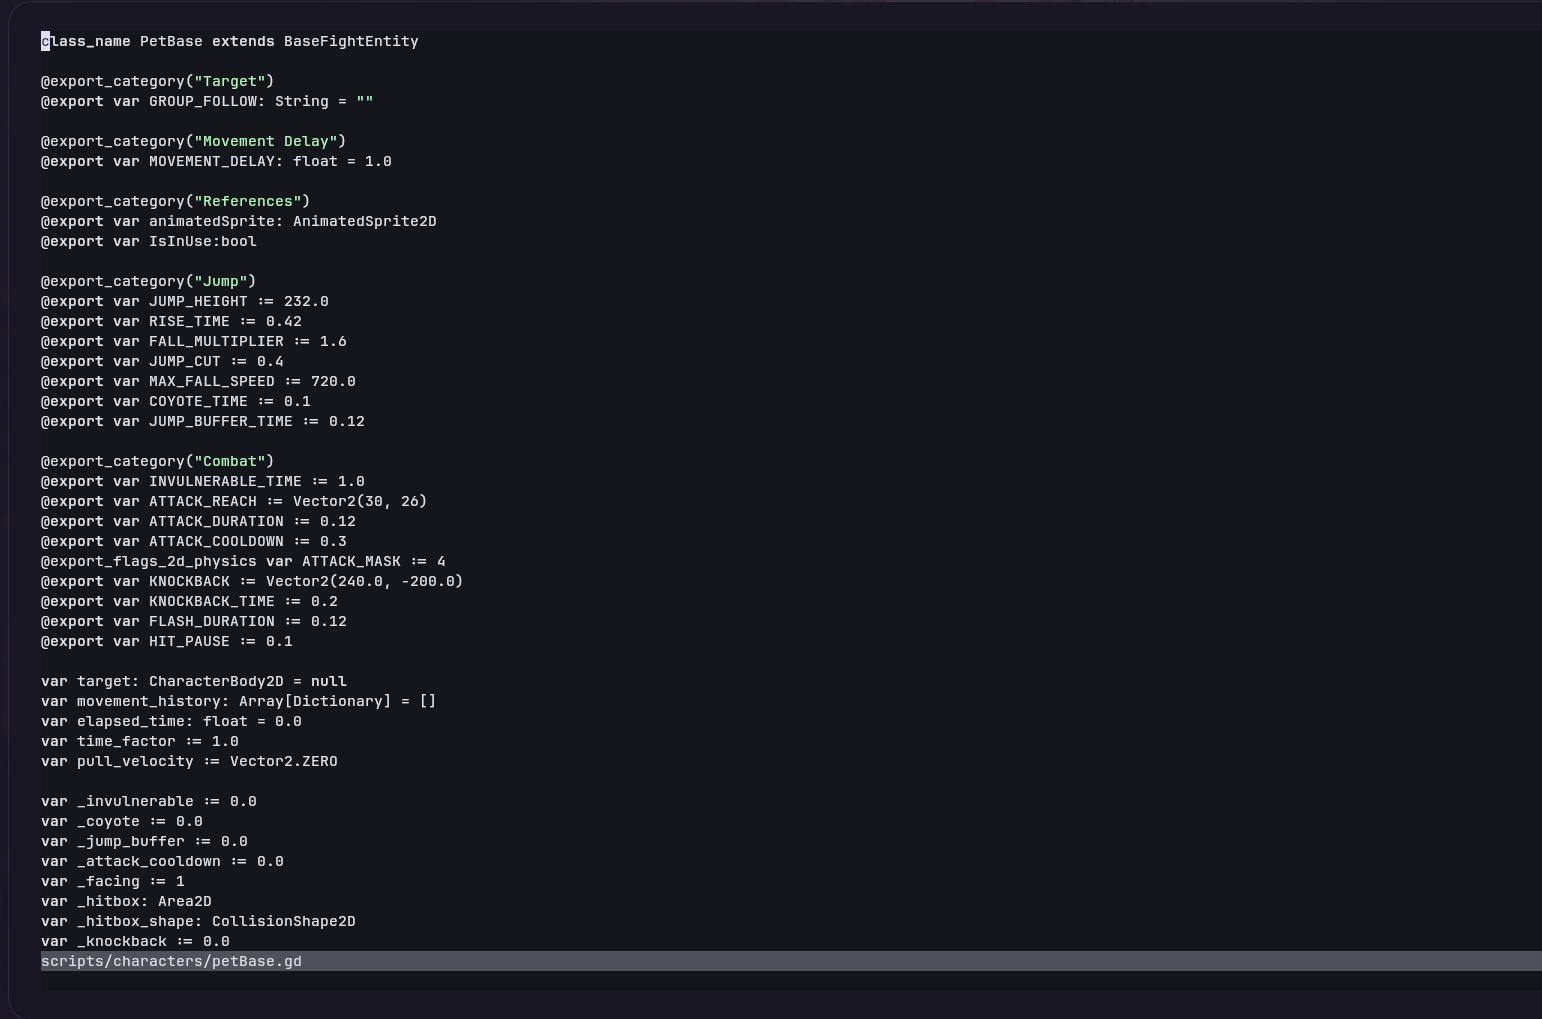 class_name PetBase extends BaseFightEntity
@export_category("Target")
@export var GROUP_FOLLOW: String = ""
@export_category("Movement Delay")
@export var MOVEMENT_DELAY: float = 1.0
@export_category("References")
@export var animatedSprite: AnimatedSprite2D
@export var IsInUse:bool
@export_category("Jump")
@export var JUMP_HEIGHT := 232.0
@export var RISE_TIME := 0.42
@export var FALL_MULTIPLIER := 1.6
@export var JUMP_CUT := 0.4
@export var MAX_FALL_SPEED := 720.0
@export var COYOTE_TIME := 0.1
@export var JUMP_BUFFER_TIME := 0.12
@export_category("Combat")
@export var INVULNERABLE_TIME := 1.0
@export var ATTACK_REACH := Vector2(30, 26)
@export var ATTACK_DURATION := 0.12
@export var ATTACK_COOLDOWN := 0.3
@export_flags_2d_physics var ATTACK_MASK := 4
@export var KNOCKBACK := Vector2(240.0, -200.0)
@export var KNOCKBACK_TIME := 0.2
@export var FLASH_DURATION := 0.12
@export var HIT_PAUSE := 0.1
var target: CharacterBody2D = null
var movement_history: Array[Dictionary] = []
var elapsed_time: float = 0.0
var time_factor := 1.0
var pull_velocity := Vector2.ZERO
var _invulnerable := 0.0
var _coyote := 0.0
var _jump_buffer := 0.0
var _attack_cooldown := 0.0
var _facing := 1
var _hitbox: Area2D
var _hitbox_shape: CollisionShape2D
var _knockback := 0.0
scripts/characters/petBase.gd